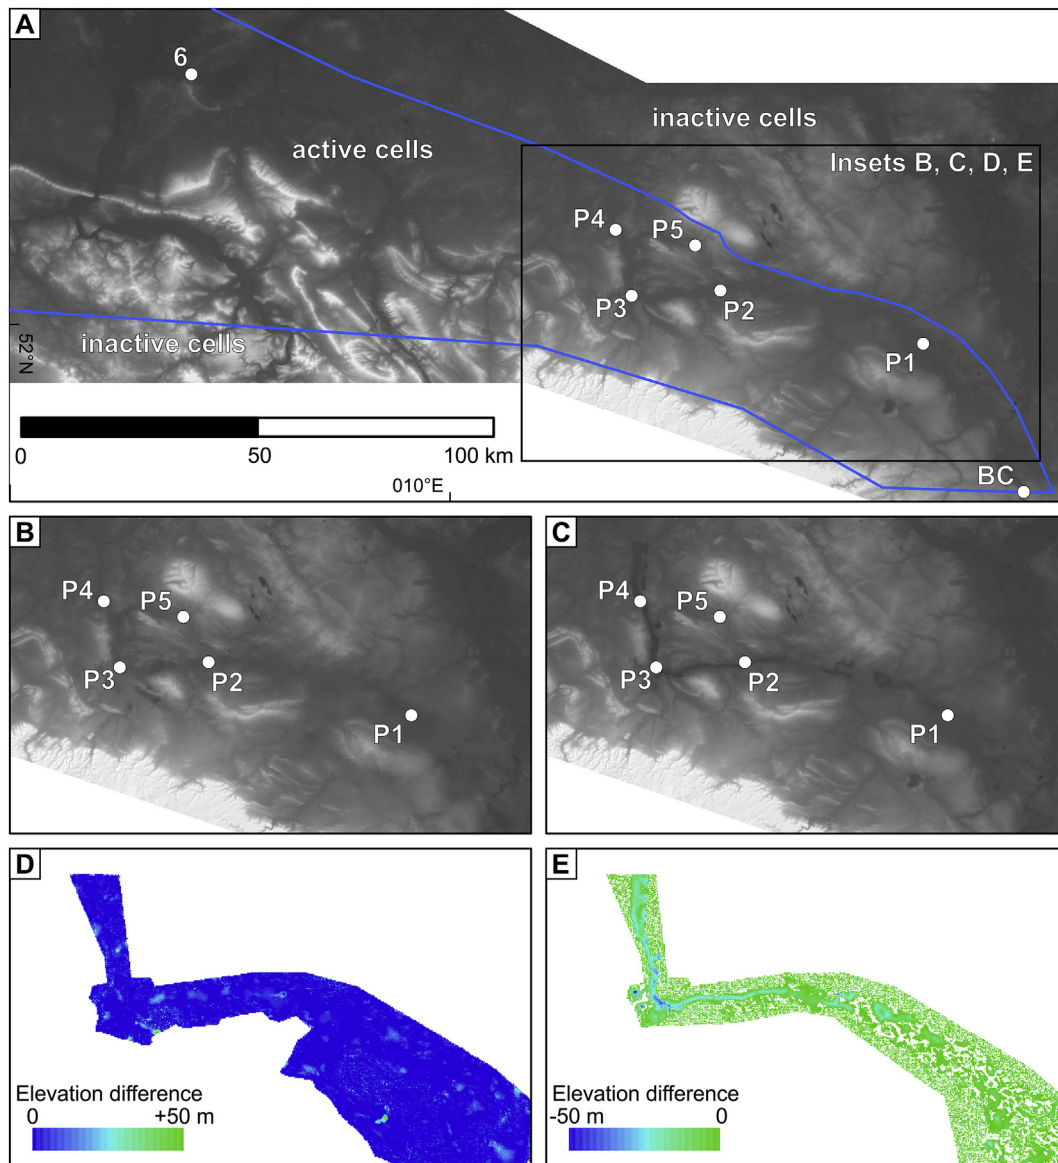 A
6
inactive cells
active cells
Insets B, C, D, E
P4
P5
P3
P2
P1
inactive cells
52°N
0
50
100 km
010°E
BC
B
P4
P5
P3
P2
P1
C
P4
P5
P3
P2
P1
D
Elevation difference
0
+50 m
E
Elevation difference
-50 m
0